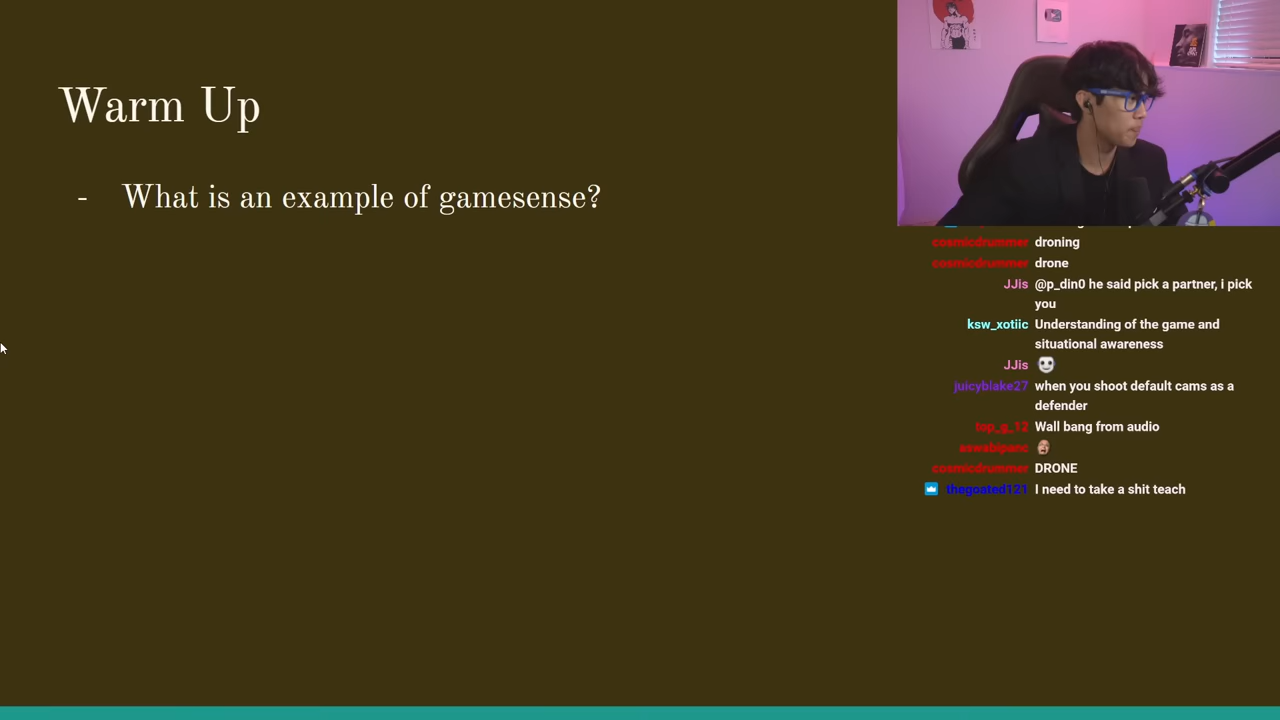 Warm Up
- What is an example of gamesense?
cosmicdrummer droning
cosmicdrummer drone
JJis @p_din0 he said pick a partner, i pick
you
ksw_xotiic Understanding of the game and
situational awareness
JJis
juicyblake27 when you shoot default cams as a
defender
top_g_12 Wall bang from audio
aswabipanc
cosmicdrummer DRONE
thegoated121 I need to take a shit teach